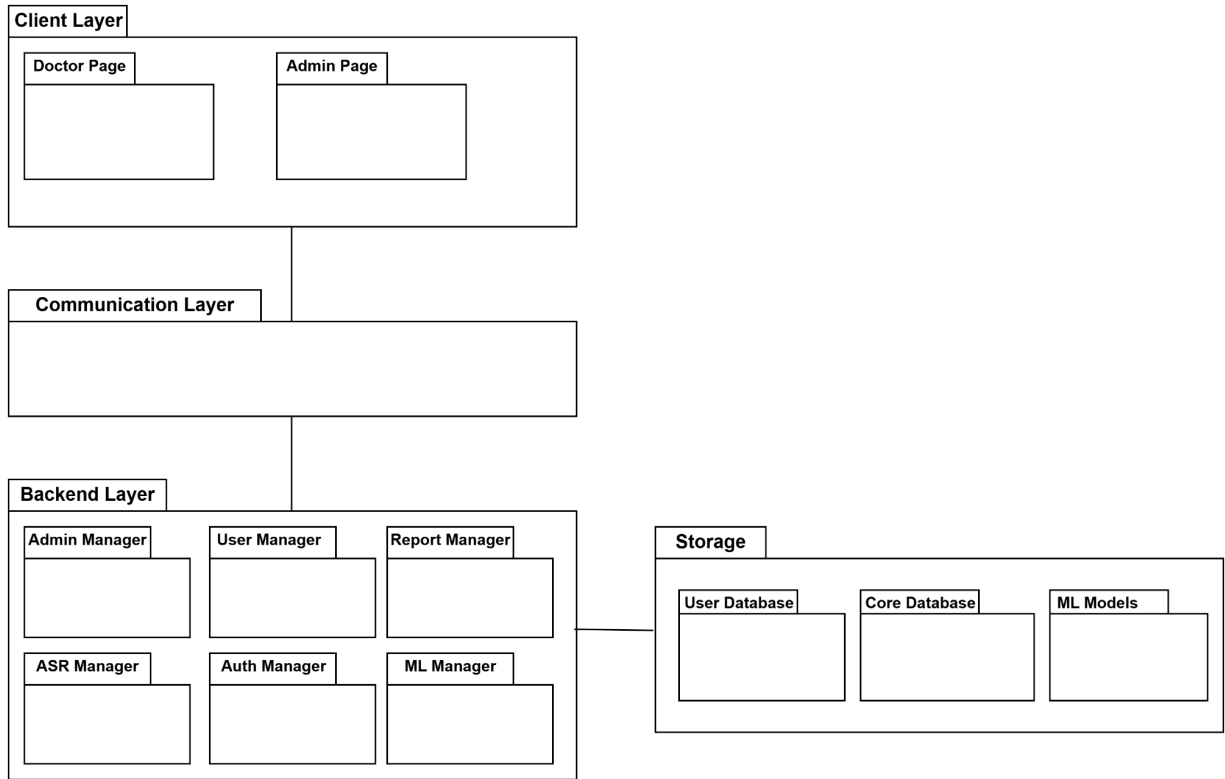 Client Layer
Doctor Page
Admin Page
Communication Layer
Backend Layer
Admin Manager
User Manager
Report Manager
ASR Manager
Auth Manager
ML Manager
Storage
User Database
Core Database
ML Models